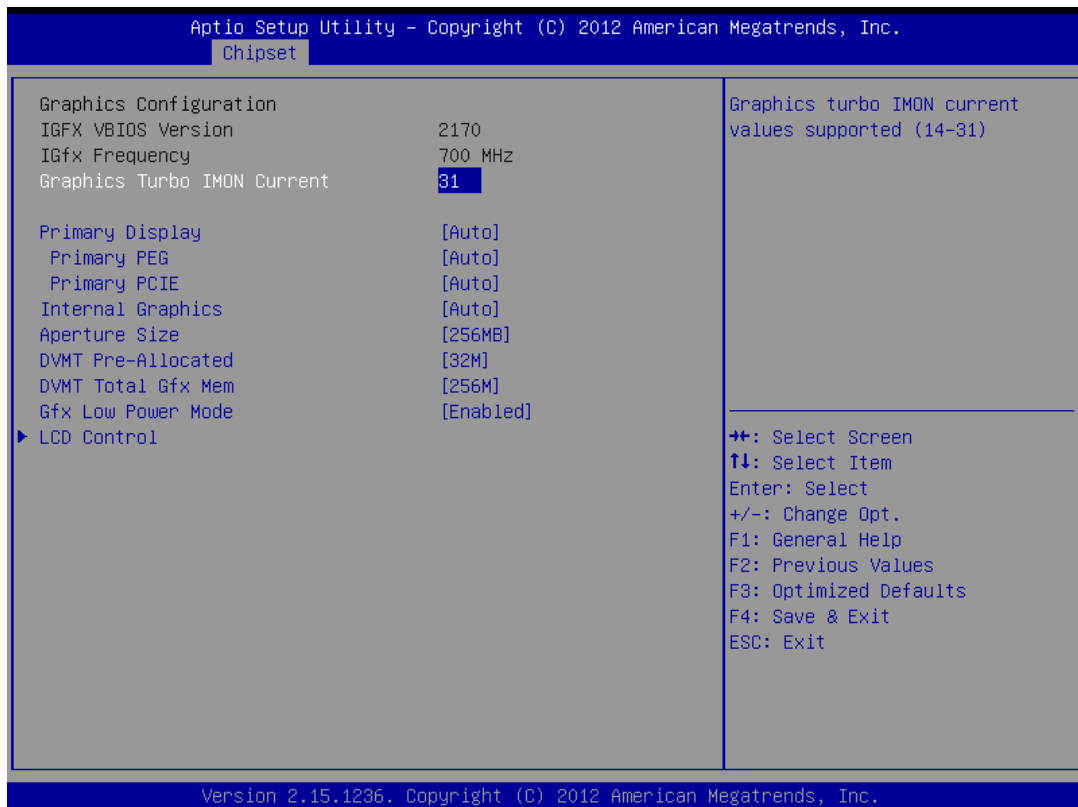 Aptio Setup Utility – Copyright (C) 2012 American Megatrends, Inc.
Chipset
Graphics Configuration
IGFX VBIOS Version 2170
IGfx Frequency 700 MHz
Graphics Turbo IMON Current 31
Primary Display [Auto]
Primary PEG [Auto]
Primary PCIE [Auto]
Internal Graphics [Auto]
Aperture Size [256MB]
DVMT Pre-Allocated [32M]
DVMT Total Gfx Mem [256M]
Gfx Low Power Mode [Enabled]
▶ LCD Control
Graphics turbo IMON current
values supported (14-31)
→←: Select Screen
↑↓: Select Item
Enter: Select
+/-: Change Opt.
F1: General Help
F2: Previous Values
F3: Optimized Defaults
F4: Save & Exit
ESC: Exit
Version 2.15.1236. Copyright (C) 2012 American Megatrends, Inc.